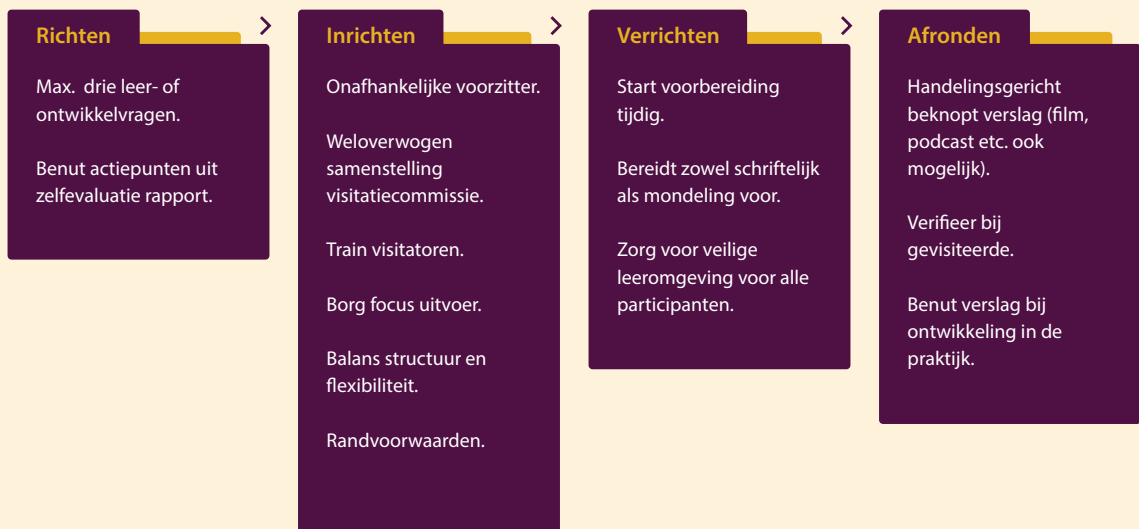 Richten
Max. drie leer- of
ontwikkelvragen.
Benut actiepunten uit
zelfevaluatie rapport.
Inrichten
Onafhankelijke voorzitter.
Weloverwogen
samenstelling
visitatiecommissie.
Train visitatoren.
Borg focus uitvoer.
Balans structuur en
flexibiliteit.
Randvoorwaarden.
Verrichten
Start voorbereiding
tijdig.
Bereidt zowel schriftelijk
als mondeling voor.
Zorg voor veilige
leeromgeving voor alle
participanten.
Afronden
Handelingsgericht
beknopt verslag (film,
podcast etc. ook
mogelijk).
Verifieer bij
gevisiteerde.
Benut verslag bij
ontwikkeling in de
praktijk.